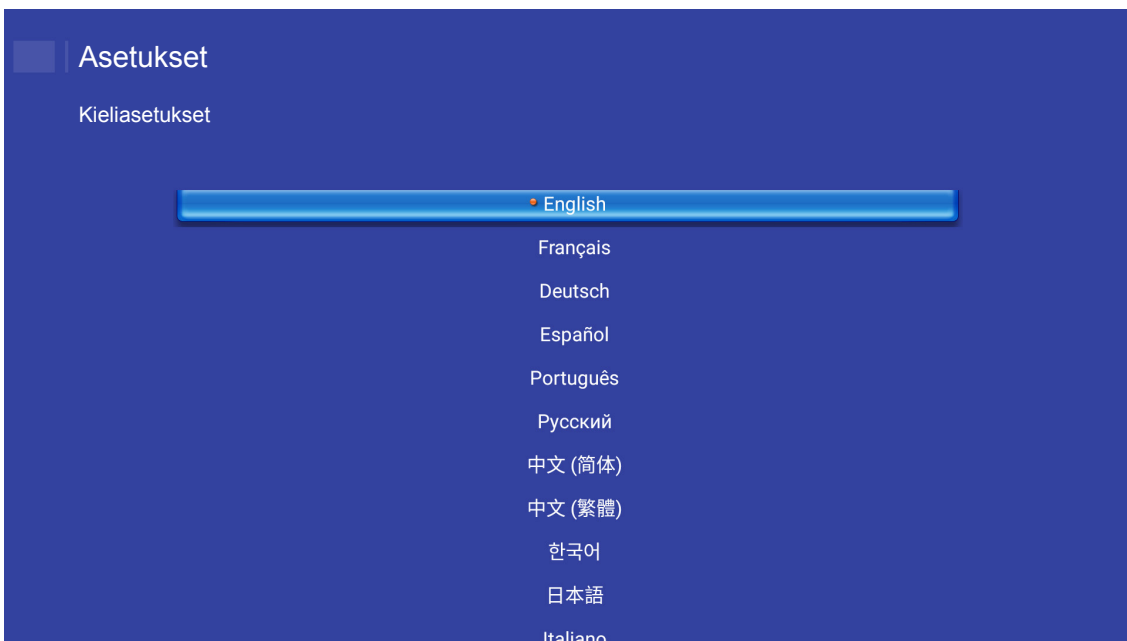 Asetukset
Kieliasetukset
English
Français
Deutsch
Español
Português
Русский
中文 (简体)
中文 (繁體)
한국어
日本語
Italiano